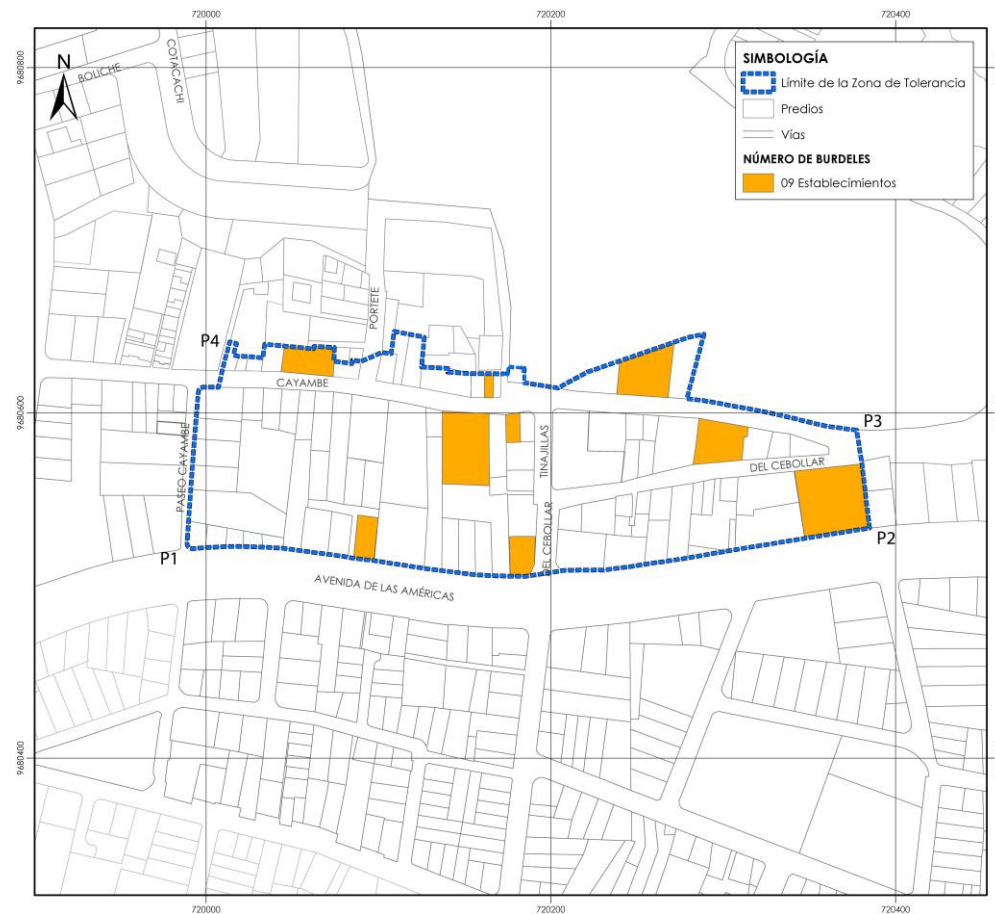 720000
720200
720400
9680800
N
BOLICHE
COTACACHI
SIMBOLOGÍA
Límite de la Zona de Tolerancia
Predios
Vías
NÚMERO DE BURDELES
09 Establecimientos
PORTETE
P4
CAYAMBE
9680600
P3
PASEO CAYAMBE
TINAJILLAS
DEL CEBOLLAR
DEL CEBOLLAR
P2
P1
AVENIDA DE LAS AMÉRICAS
9680400
720000
720200
720400